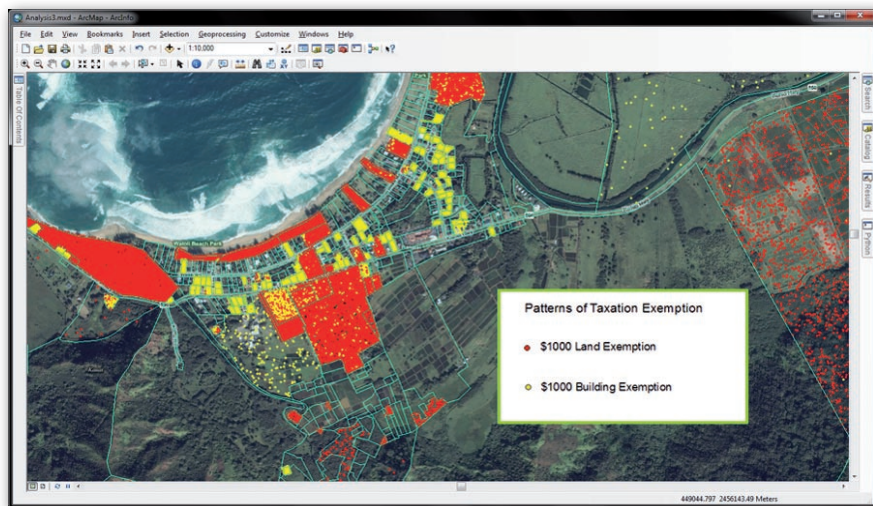 Analysis3.mxd - ArcMap - ArcInfo
File Edit View Bookmarks Insert Selection Geoprocessing Customize Windows Help
1:10,000
Table Of Contents
Search
Catalog
Results
Python
Beach Park
Patterns of Taxation Exemption
$1000 Land Exemption
$1000 Building Exemption
449044.797 2456143.49 Meters